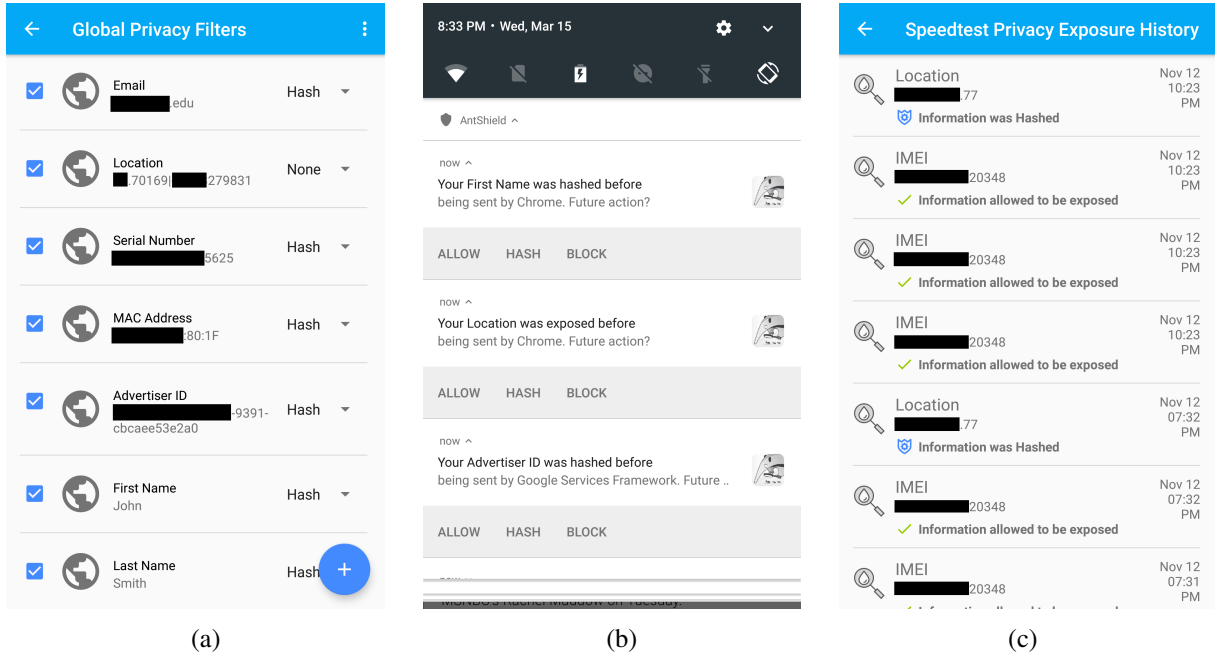 Global Privacy Filters
Email
.edu
Hash
Location
.70169|
279831
None
Serial Number
5625
Hash
MAC Address
:80:1F
Hash
Advertiser ID
-9391-
cbcaee53e2a0
Hash
First Name
John
Hash
Last Name
Smith
Hash
+
(a)
8:33 PM • Wed, Mar 15
AntShield
now
Your First Name was hashed before
being sent by Chrome. Future action?
ALLOW HASH BLOCK
now
Your Location was exposed before
being sent by Chrome. Future action?
ALLOW HASH BLOCK
now
Your Advertiser ID was hashed before
being sent by Google Services Framework. Future ..
ALLOW HASH BLOCK
(b)
Speedtest Privacy Exposure History
Location
.77
Information was Hashed
Nov 12
10:23
PM
IMEI
20348
Information allowed to be exposed
Nov 12
10:23
PM
IMEI
20348
Information allowed to be exposed
Nov 12
10:23
PM
IMEI
20348
Information allowed to be exposed
Nov 12
10:23
PM
Location
.77
Information was Hashed
Nov 12
07:32
PM
IMEI
20348
Information allowed to be exposed
Nov 12
07:32
PM
IMEI
20348
Nov 12
07:31
PM
(c)